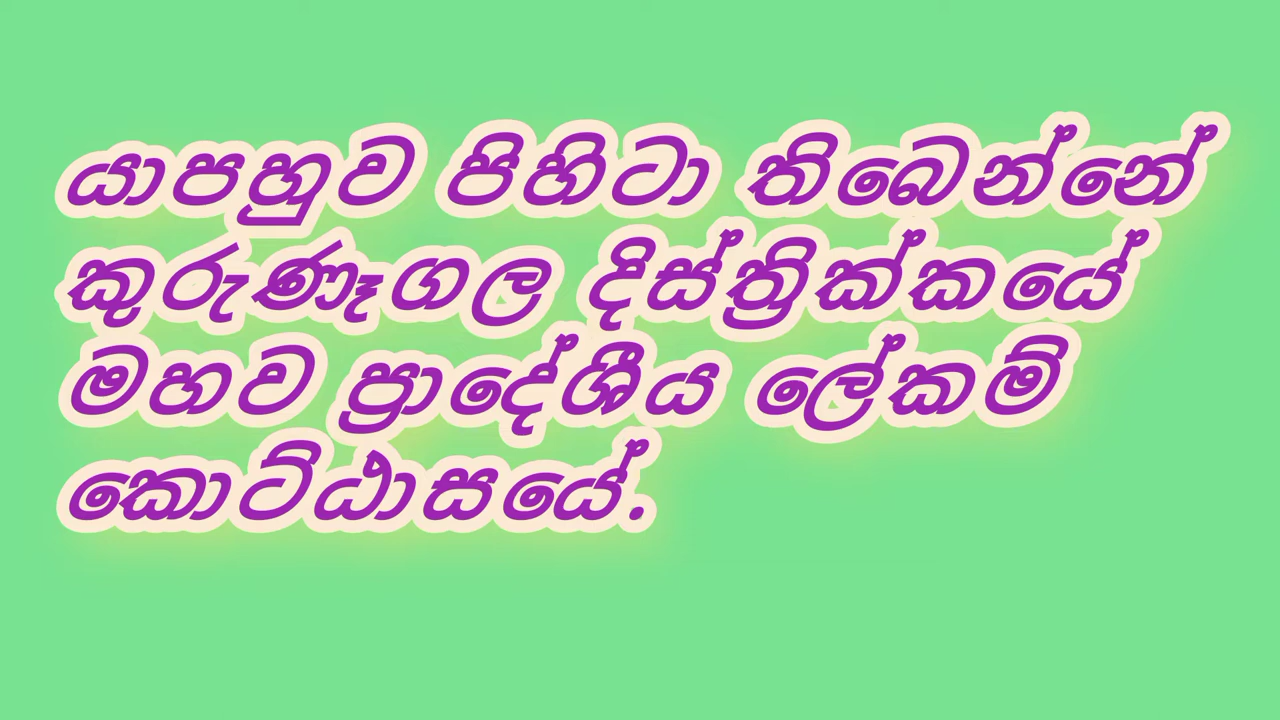 යාපහුව පිහිටා තිබෙන්නේ
කුරුණෑගල දිස්ත්‍රික්කයේ
මහව ප්‍රාදේශීය ලේකම්
කොට්ඨාසයේ.